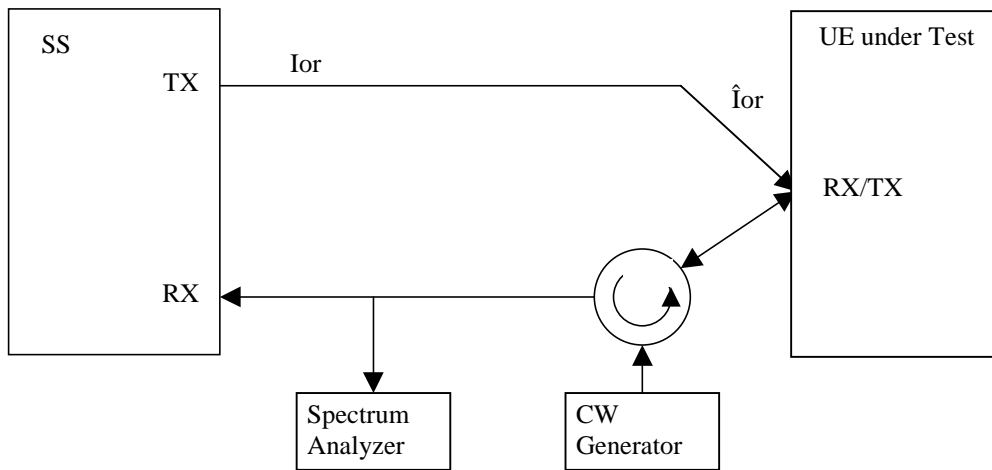 SS
UE under Test
TX
Ior
Îor
RX/TX
RX
Spectrum
Analyzer
CW
Generator